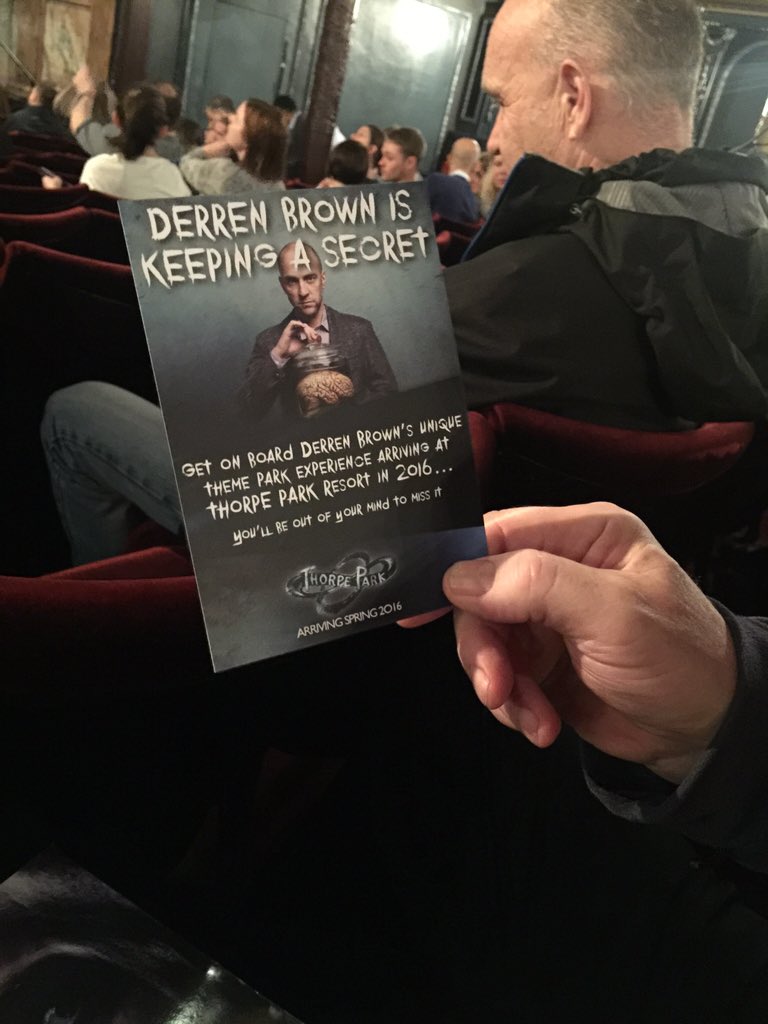 DERREN BROWN IS
KEEPING A SECRET
GET ON BOARD DERREN BROWN'S UNIQUE
THEME PARK EXPERIENCE ARRIVING AT
THORPE PARK RESORT IN 2016...
YOU'LL BE OUT OF YOUR MIND TO MISS IT
THORPE PARK
ARRIVING SPRING 2016